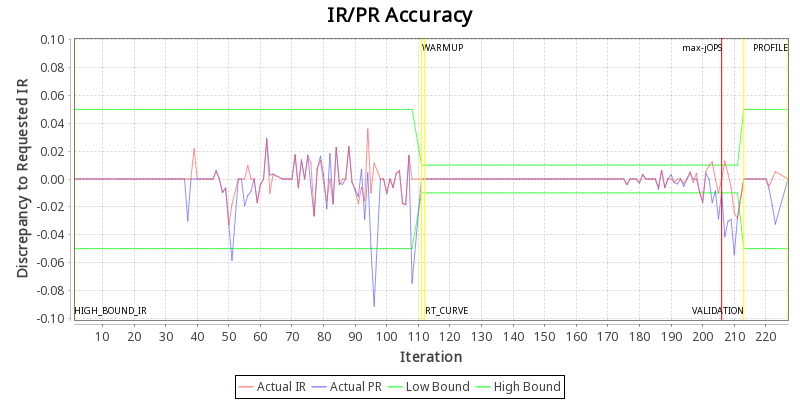 IR/PR Accuracy
Discrepancy to Requested IR
0.10
0.08
0.06
0.04
0.02
0.00
-0.02
-0.04
-0.06
-0.08
-0.10
WARMUP
max-jOPS
PROFILE
HIGH_BOUND_IR
RT_CURVE
VALIDATION
10 20 30 40 50 60 70 80 90 100 110 120 130 140 150 160 170 180 190 200 210 220
Iteration
Actual IR Actual PR Low Bound High Bound